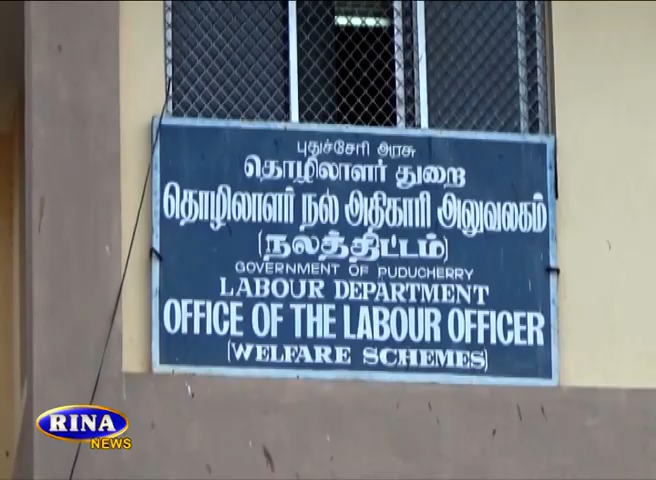 புதுச்சேரி அரசு
தொழிலாளர் துறை
தொழிலாளர் நல் அதிகாரி அலுவலகம்
(நலத்திட்டம்)
GOVERNMENT OF PUDUCHERRY
LABOUR DEPARTMENT
OFFICE OF THE LABOUR OFFICER
(WELFARE SCHEMES)
RINA
NEWS